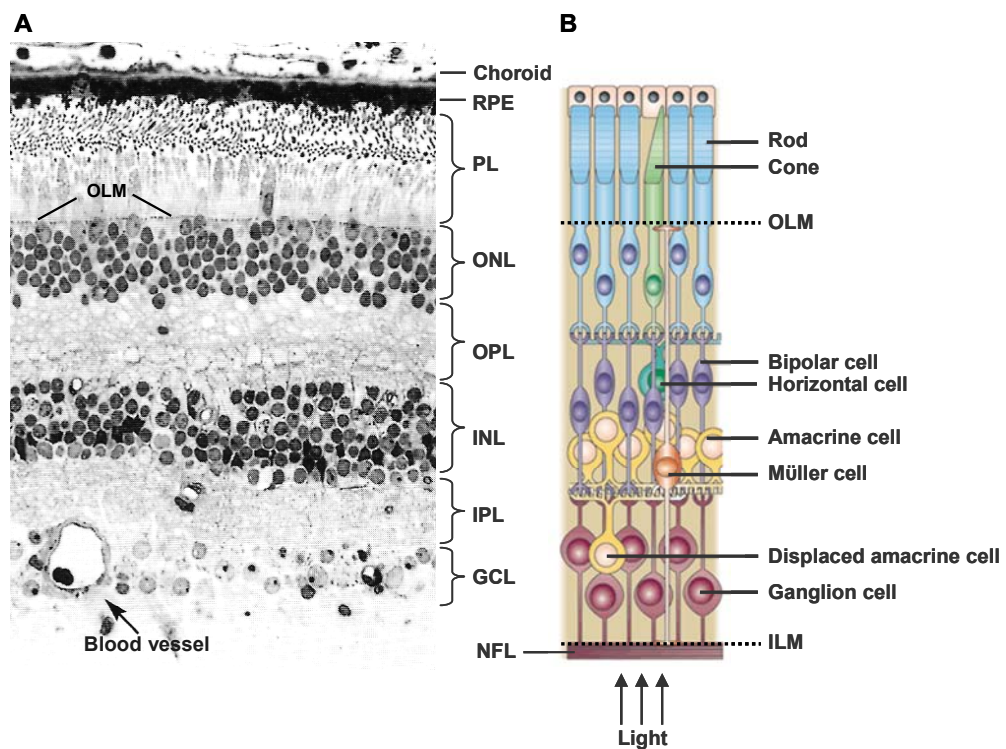 A
B
Choroid
RPE
PL
OLM
ONL
OPL
INL
IPL
GCL
Blood vessel
NFL
Rod
Cone
OLM
Bipolar cell
Horizontal cell
Amacrine cell
Müller cell
Displaced amacrine cell
Ganglion cell
ILM
Light